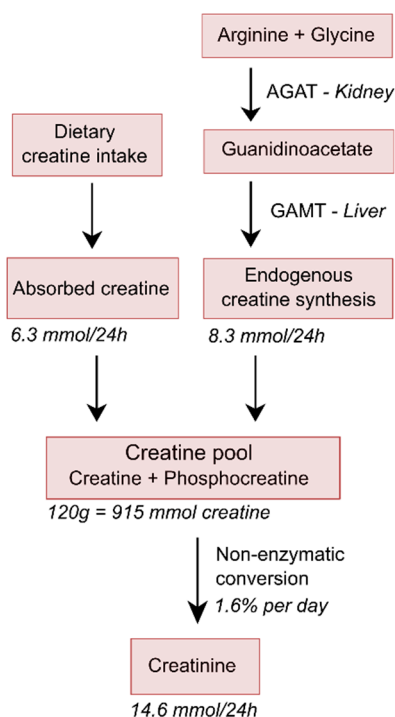 Arginine + Glycine
AGAT - Kidney
Dietary
creatine intake
Guanidinoacetate
GAMT - Liver
Absorbed creatine
6.3 mmol/24h
Endogenous
creatine synthesis
8.3 mmol/24h
Creatine pool
Creatine + Phosphocreatine
120g = 915 mmol creatine
Non-enzymatic
conversion
1.6% per day
Creatinine
14.6 mmol/24h